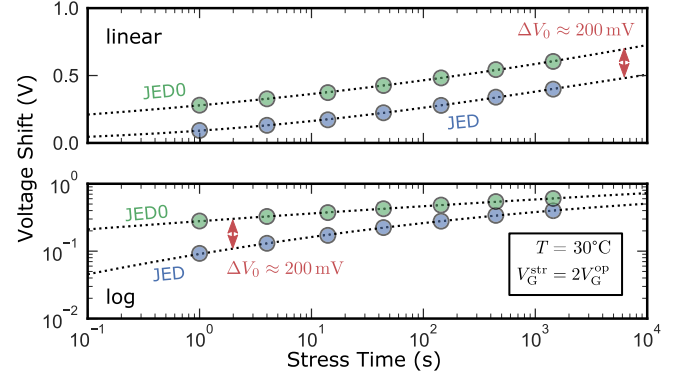 1.0
0.5
0.0
linear
JED0
JED
ΔV₀ ≈ 200 mV
Voltage Shift (V)
10⁰
10⁻¹
10⁻²
JED0
JED
ΔV₀ ≈ 200 mV
log
T = 30°C
V_G^str = 2V_G^op
10⁻¹ 10⁰ 10¹ 10² 10³ 10⁴
Stress Time (s)